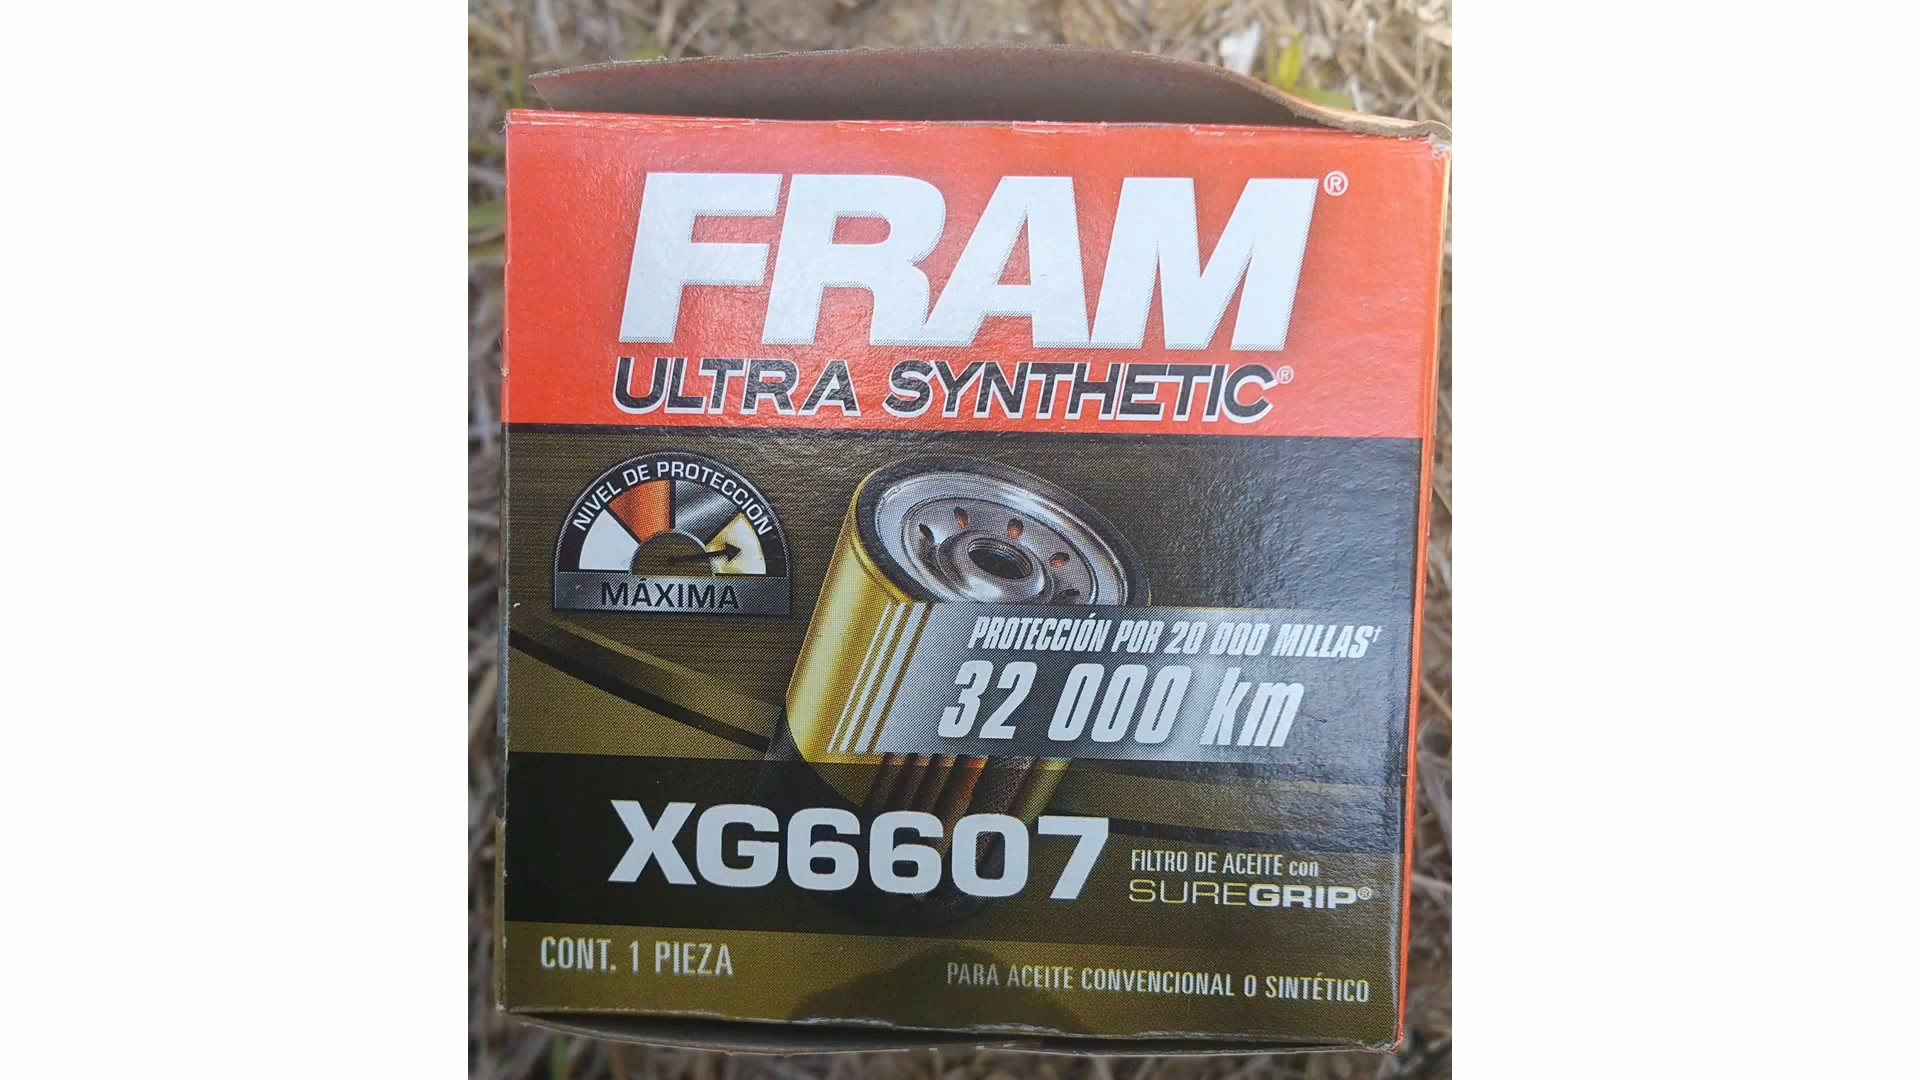 FRAM®
ULTRA SYNTHETIC®
NIVEL DE PROTECCIÓN
MÁXIMA
PROTECCIÓN POR 20 000 MILLAS†
32 000 km
XG6607
FILTRO DE ACEITE con
SUREGRIP®
CONT. 1 PIEZA
PARA ACEITE CONVENCIONAL O SINTÉTICO